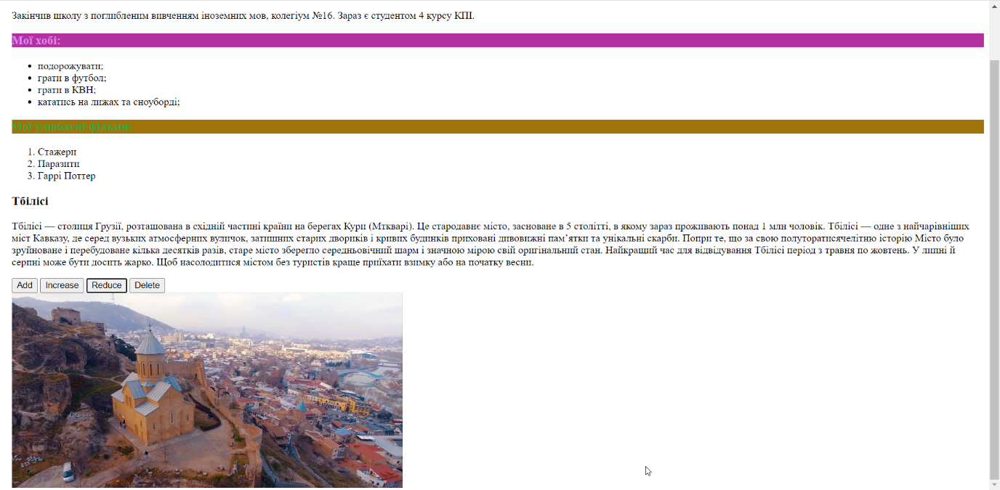 Закінчив школу з поглибленим вивченням іноземних мов, колегіум №16. Зараз є студентом 4 курсу КПІ.
Мої хобі:
подорожувати;
грати в футбол;
грати в КВН;
кататись на лижах та сноуборді;
Мої улюблені фільми:
1. Стажери
2. Паразити
3. Гаррі Поттер
Тбілісі
Тбілісі — столиця Грузії, розташована в східній частині країни на берегах Кури (Мткварі). Це стародавнє місто, засноване в 5 столітті, в якому зараз проживають понад 1 млн чоловік. Тбілісі — одне з найчарівніших
міст Кавказу, де серед вузьких атмосферних вуличок, затишних старих двориків і кривих будинків приховані дивовижні пам’ятки та унікальні скарби. Попри те, що за свою полуторатисячелітню історію Місто було
зруйноване і перебудоване кілька десятків разів, старе місто зберегло середньовічний шарм і значною мірою свій оригінальний стан. Найкращий час для відвідування Тбілісі період з травня по жовтень. У липні й
серпні може бути досить жарко. Щоб насолодитися містом без туристів краще приїхати взимку або на початку весни.
Add Increase Reduce Delete